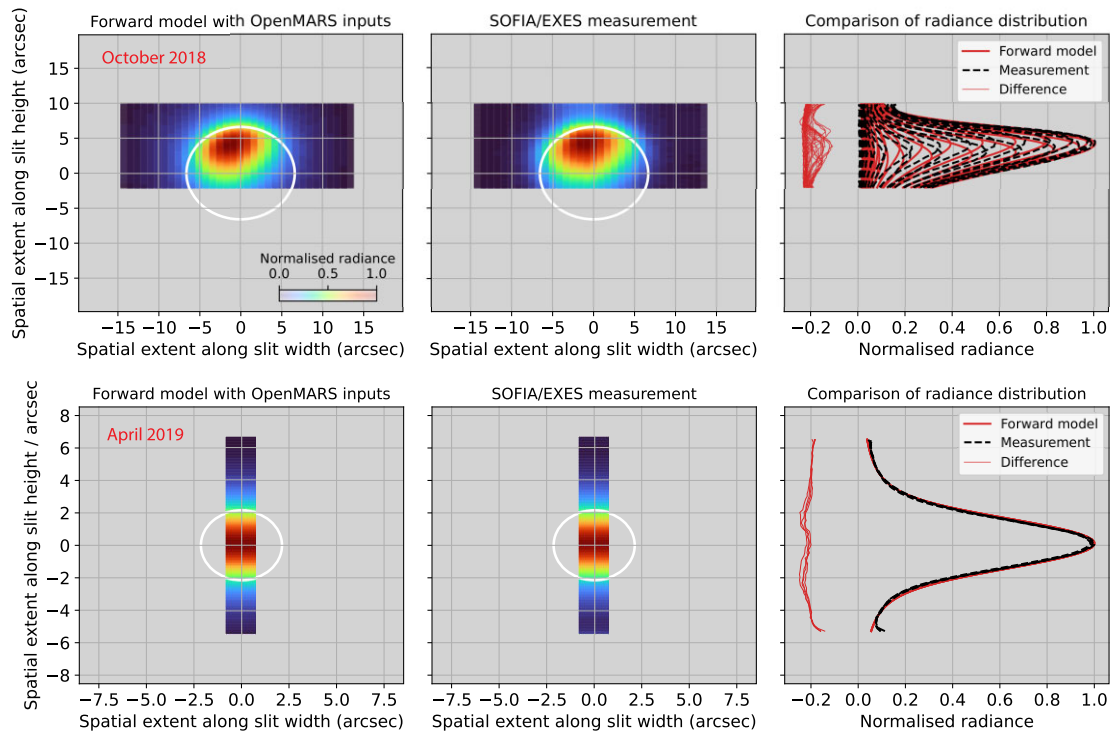 Forward model with OpenMARS inputs
SOFIA/EXES measurement
Comparison of radiance distribution
Spatial extent along slit height (arcsec)
15
10
5
0
−5
−10
−15
October 2018
Normalised radiance
0.0 0.5 1.0
Forward model
Measurement
Difference
−15 −10 −5 0 5 10 15
−15 −10 −5 0 5 10 15
−0.2 0.0 0.2 0.4 0.6 0.8 1.0
Spatial extent along slit width (arcsec)
Spatial extent along slit width (arcsec)
Normalised radiance
Forward model with OpenMARS inputs
SOFIA/EXES measurement
Comparison of radiance distribution
Spatial extent along slit height / arcsec
8
6
4
2
0
−2
−4
−6
−8
April 2019
Forward model
Measurement
Difference
−7.5 −5.0 −2.5 0.0 2.5 5.0 7.5
−7.5 −5.0 −2.5 0.0 2.5 5.0 7.5
−0.2 0.0 0.2 0.4 0.6 0.8 1.0
Spatial extent along slit width (arcsec)
Spatial extent along slit width (arcsec)
Normalised radiance